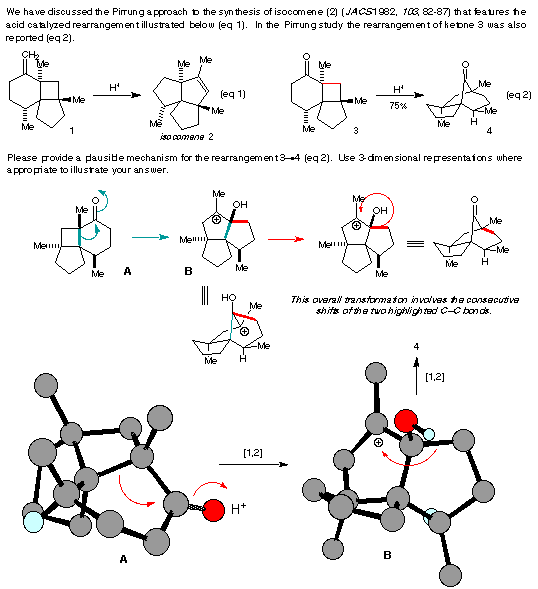 We have discussed the Pirrung approach to the synthesis of isocomene (2) (JACS 1982, 103, 82-87) that features the
acid catalyzed rearrangement illustrated below (eq 1). In the Pirrung study the rearrangement of ketone 3 was also
reported (eq 2).
CH2
Me
Me
Me
1
H+
Me
Me
Me
Me
isocomene 2
(eq 1)
O
Me
Me
Me
3
H+
75%
O
Me
Me
Me
H
4
(eq 2)
Please provide a plausible mechanism for the rearrangement 3→4 (eq 2). Use 3-dimensional representations where
appropriate to illustrate your answer.
Me
O
Me
Me
A
Me
OH
Me
Me
B
Me
OH
Me
Me
O
Me
Me
Me
H
HO
Me
Me
Me
H
This overall transformation involves the consecutive
shifts of the two highlighted C–C bonds.
4
[1,2]
[1,2]
H+
A
B